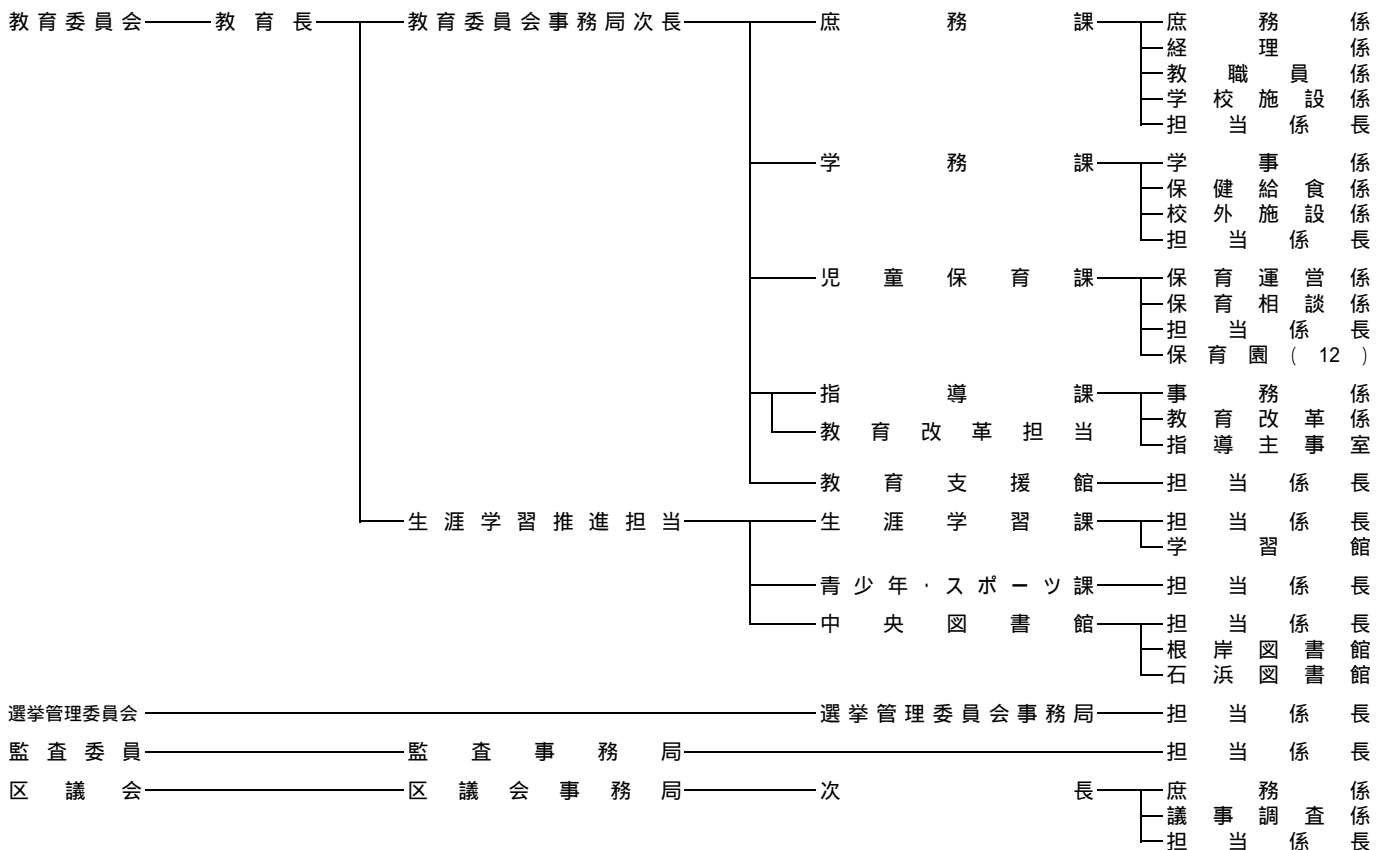 教育委員会 教育長 教育委員会事務局次長 庶務課 庶務係
経理係
教職員係
学校施設係
担当係長
学務課 学事係
保健給食係
校外施設係
担当係長
児童保育課 保育運営係
保育相談係
担当係長
保育園(12)
指導課 事務係
教育改革担当 教育改革係
指導主事室
教育支援館 担当係長
生涯学習推進担当 生涯学習課 担当係長
学習館
青少年・スポーツ課 担当係長
中央図書館 担当係長
根岸図書館
石浜図書館
選挙管理委員会 選挙管理委員会事務局 担当係長
監査委員 監査事務局 担当係長
区議会 区議会事務局 次長 庶務係
議事調査係
担当係長